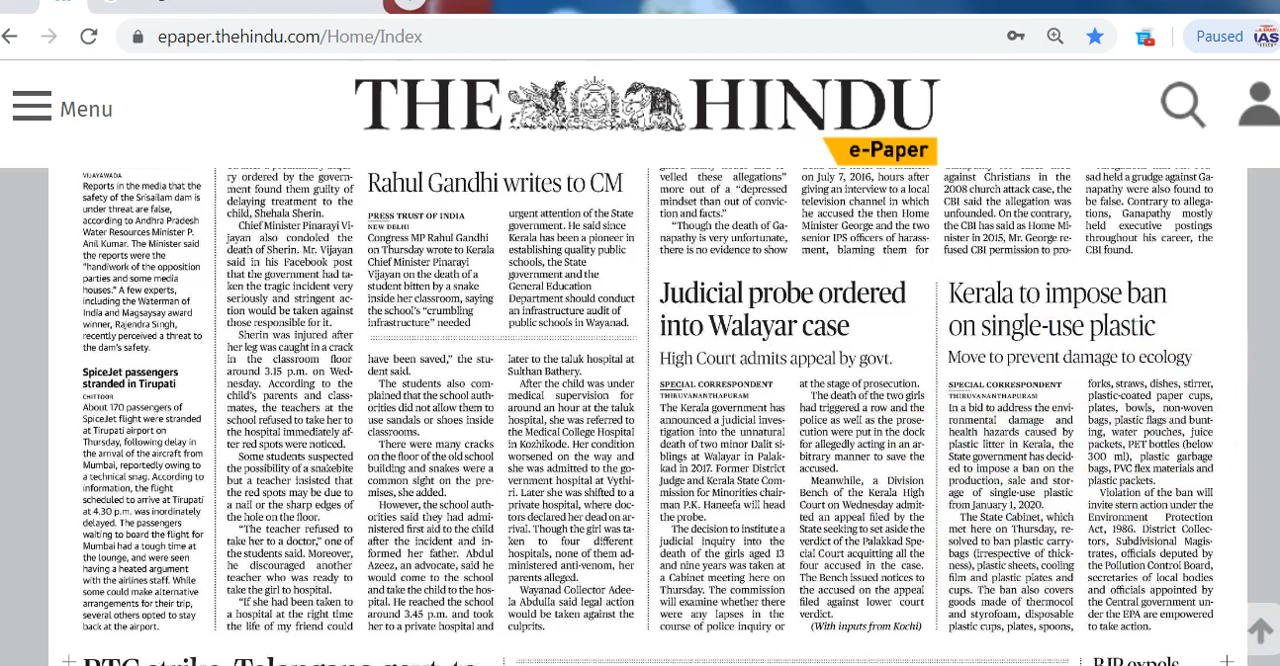 epaper.thehindu.com/Home/Index
Paused
IAS
Menu
THE HINDU
e-Paper
VIJAYAWADA
Reports in the media that the
safety of the Srisailam dam is
under threat are false,
according to Andhra Pradesh
Water Resources Minister P.
Anil Kumar. The Minister said
the reports were the
“handiwork of the opposition
parties and some media
houses.” A few experts,
including the Waterman of
India and Magsaysay award
winner, Rajendra Singh,
recently perceived a threat to
the dam's safety.
SpiceJet passengers
stranded in Tirupati
CHITTOOR
About 170 passengers of
SpiceJet flight were stranded
at Tirupati airport on
Thursday, following delay in
the arrival of the aircraft from
Mumbai, reportedly owing to
a technical snag. According to
information, the flight
scheduled to arrive at Tirupati
at 4.30 p.m. was inordinately
delayed. The passengers
waiting to board the flight for
Mumbai had a tough time at
the lounge, and were seen
having a heated argument
with the airlines staff. While
some could make alternative
arrangements for their trip,
several others opted to stay
back at the airport.
ry ordered by the govern-
ment found them guilty of
delaying treatment to the
child, Shehala Sherin.
Chief Minister Pinarayi Vi-
jayan also condoled the
death of Sherin. Mr. Vijayan
said in his Facebook post
that the government had ta-
ken the tragic incident very
seriously and stringent ac-
tion would be taken against
those responsible for it.
Sherin was injured after
her leg was caught in a crack
in the classroom floor
around 3.15 p.m. on Wed-
nesday. According to the
child's parents and class-
mates, the teachers at the
school refused to take her to
the hospital immediately af-
ter red spots were noticed.
Some students suspected
the possibility of a snakebite
but a teacher insisted that
the red spots may be due to
a nail or the sharp edges of
the hole on the floor.
“The teacher refused to
take her to a doctor,” one of
the students said. Moreover,
he discouraged another
teacher who was ready to
take the girl to hospital.
“If she had been taken to
a hospital at the right time
the life of my friend could
Rahul Gandhi writes to CM
PRESS TRUST OF INDIA
NEW DELHI
Congress MP Rahul Gandhi
on Thursday wrote to Kerala
Chief Minister Pinarayi
Vijayan on the death of a
student bitten by a snake
inside her classroom, saying
the school's “crumbling
infrastructure” needed
urgent attention of the State
government. He said since
Kerala has been a pioneer in
establishing quality public
schools, the State
government and the
General Education
Department should conduct
an infrastructure audit of
public schools in Wayanad.
have been saved,” the stu-
dent said.
The students also com-
plained that the school auth-
orities did not allow them to
use sandals or shoes inside
classrooms.
There were many cracks
on the floor of the old school
building and snakes were a
common sight on the pre-
mises, she added.
However, the school auth-
orities said they had admi-
nistered first aid to the child
after the incident and in-
formed her father. Abdul
Azeez, an advocate, said he
would come to the school
and take the child to the hos-
pital. He reached the school
around 3.45 p.m. and took
her to a private hospital and
later to the taluk hospital at
Sulthan Bathery.
After the child was under
medical supervision for
around an hour at the taluk
hospital, she was referred to
the Medical College Hospital
in Kozhikode. Her condition
worsened on the way and
she was admitted to the go-
vernment hospital at Vythi-
ri. Later she was shifted to a
private hospital, where doc-
tors declared her dead on ar-
rival. Though the girl was ta-
ken to four different
hospitals, none of them ad-
ministered anti-venom, her
parents alleged.
Wayanad Collector Adee-
la Abdulla said legal action
would be taken against the
culprits.
velled these allegations”
more out of a “depressed
mindset than out of convic-
tion and facts.”
“Though the death of Ga-
napathy is very unfortunate,
there is no evidence to show
on July 7, 2016, hours after
giving an interview to a local
television channel in which
he accused the then Home
Minister George and the two
senior IPS officers of harass-
ment, blaming them for
against Christians in the
2008 church attack case, the
CBI said the allegation was
unfounded. On the contrary,
the CBI has said as Home Mi-
nister in 2015, Mr. George re-
fused CBI permission to pro-
sad held a grudge against Ga-
napathy were also found to
be false. Contrary to allega-
tions, Ganapathy mostly
held executive postings
throughout his career, the
CBI found.
Judicial probe ordered
into Walayar case
High Court admits appeal by govt.
SPECIAL CORRESPONDENT
THIRUVANANTHAPURAM
The Kerala government has
announced a judicial inves-
tigation into the unnatural
death of two minor Dalit si-
blings at Walayar in Palak-
kad in 2017. Former District
Judge and Kerala State Com-
mission for Minorities chair-
man P.K. Haneefa will head
the probe.
The decision to institute a
judicial inquiry into the
death of the girls aged 13
and nine years was taken at
a Cabinet meeting here on
Thursday. The commission
will examine whether there
were any lapses in the
course of police inquiry or
at the stage of prosecution.
The death of the two girls
had triggered a row and the
police as well as the prose-
cution were put in the dock
for allegedly acting in an ar-
bitrary manner to save the
accused.
Meanwhile, a Division
Bench of the Kerala High
Court on Wednesday admit-
ted an appeal filed by the
State seeking to set aside the
verdict of the Palakkad Spe-
cial Court acquitting all the
four accused in the case.
The Bench issued notices to
the accused on the appeal
filed against lower court
verdict.
(With inputs from Kochi)
Kerala to impose ban
on single-use plastic
Move to prevent damage to ecology
SPECIAL CORRESPONDENT
THIRUVANANTHAPURAM
In a bid to address the envi-
ronmental damage and
health hazards caused by
plastic litter in Kerala, the
State government has decid-
ed to impose a ban on the
production, sale and stor-
age of single-use plastic
from January 1, 2020.
The State Cabinet, which
met here on Thursday, re-
solved to ban plastic carry-
bags (irrespective of thick-
ness), plastic sheets, cooling
film and plastic plates and
cups. The ban also covers
goods made of thermocol
and styrofoam, disposable
plastic cups, plates, spoons,
forks, straws, dishes, stirrer,
plastic-coated paper cups,
plates, bowls, non-woven
bags, plastic flags and bunt-
ing, water pouches, juice
packets, PET bottles (below
300 ml), plastic garbage
bags, PVC flex materials and
plastic packets.
Violation of the ban will
invite stern action under the
Environment Protection
Act, 1986. District Collec-
tors, Subdivisional Magis-
trates, officials deputed by
the Pollution Control Board,
secretaries of local bodies
and officials appointed by
the Central government un-
der the EPA are empowered
to take action.